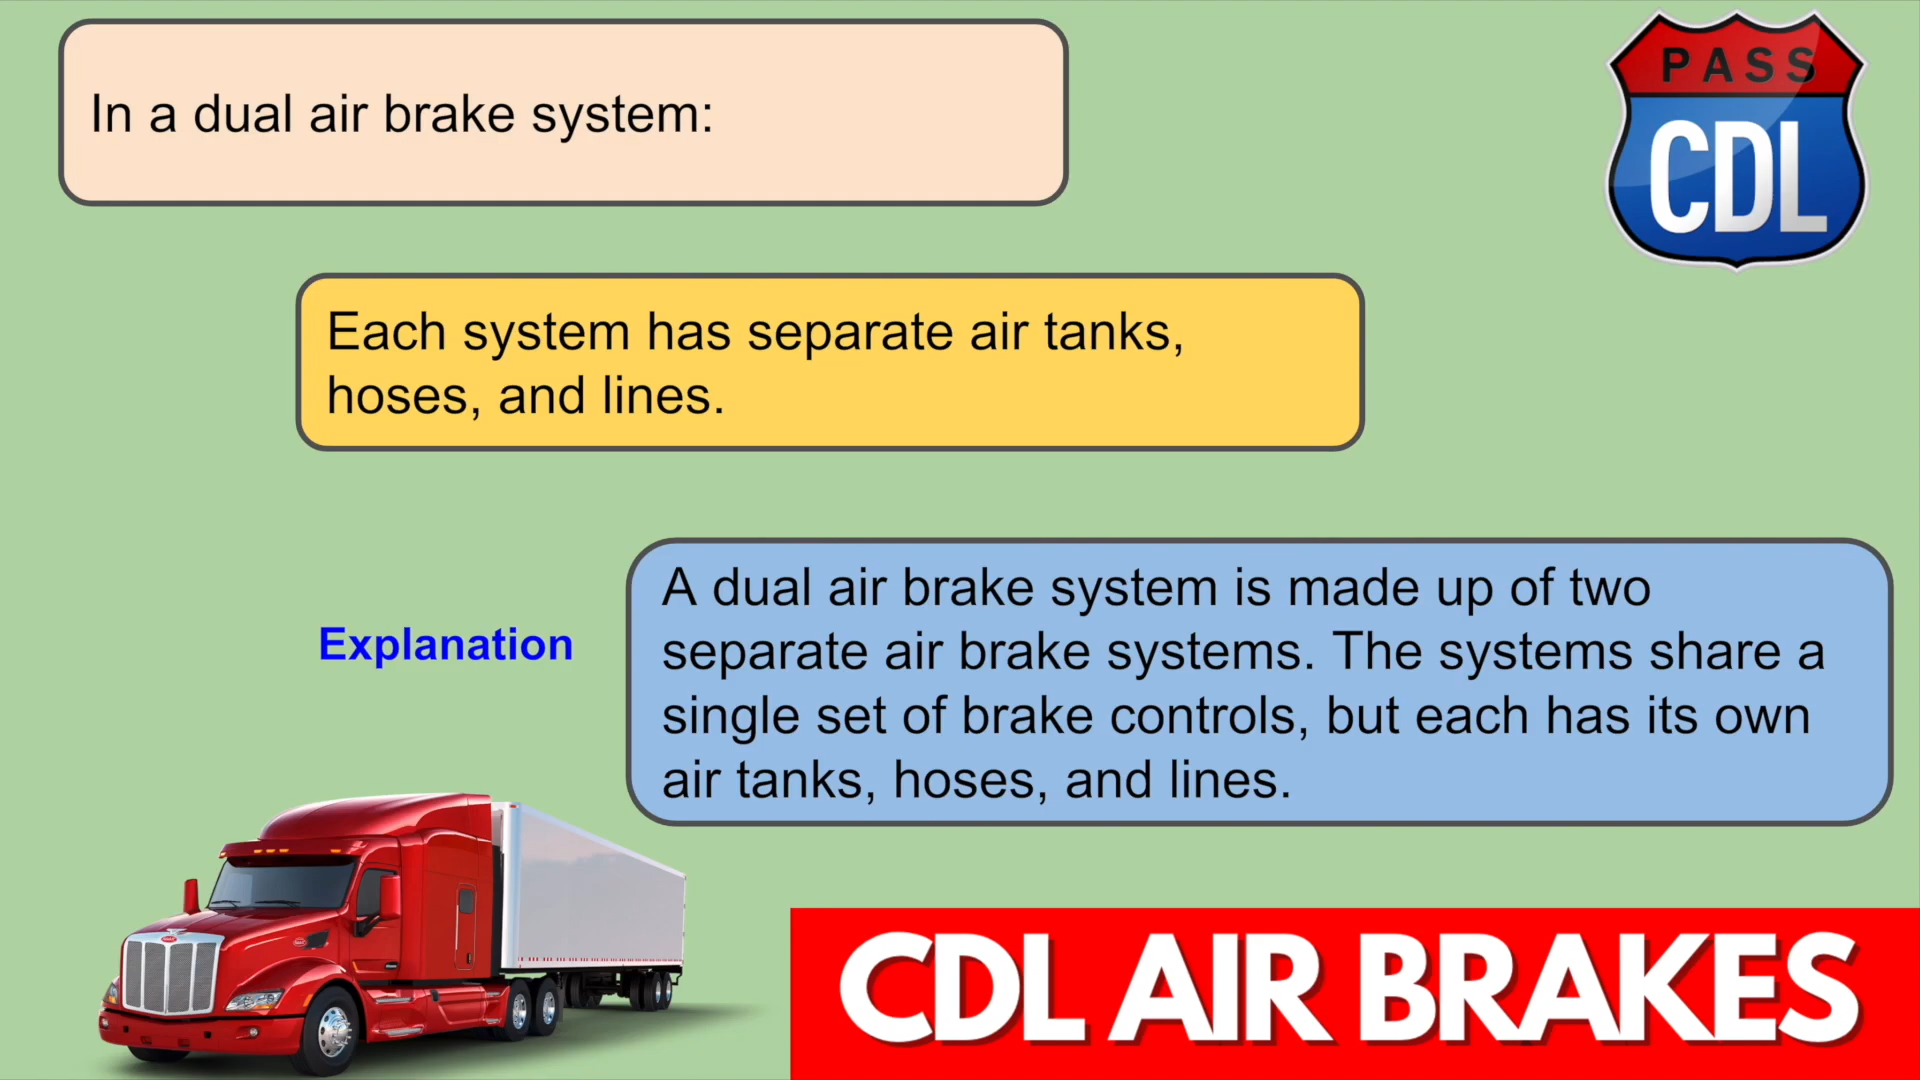 In a dual air brake system:
PASS
CDL
Each system has separate air tanks,
hoses, and lines.
Explanation
A dual air brake system is made up of two
separate air brake systems. The systems share a
single set of brake controls, but each has its own
air tanks, hoses, and lines.
CDL AIR BRAKES